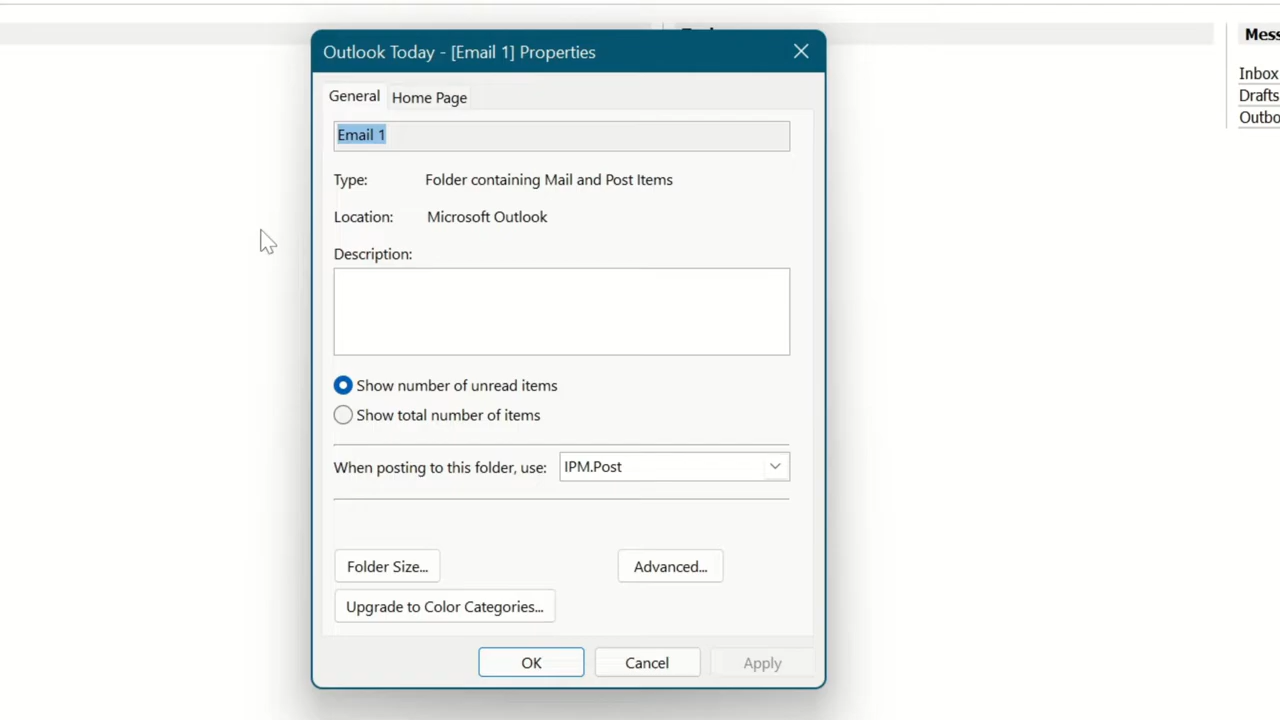 Mess
Outlook Today - [Email 1] Properties
General
Home Page
Inbox
Drafts
Outbo
Email 1
Type:
Folder containing Mail and Post Items
Location:
Microsoft Outlook
Description:
Show number of unread items
Show total number of items
When posting to this folder, use:
IPM.Post
Folder Size...
Advanced...
Upgrade to Color Categories...
OK
Cancel
Apply